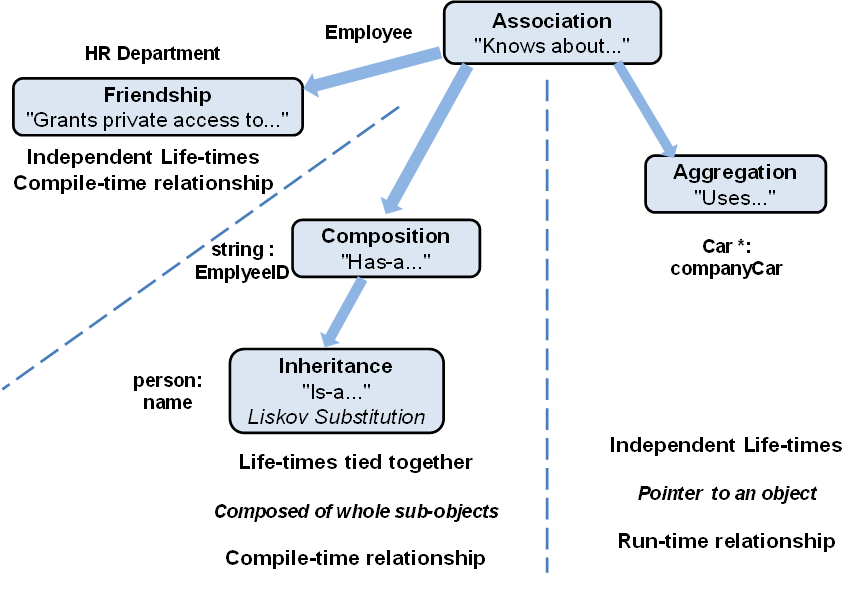 Association
"Knows about..."
Employee
HR Department
Friendship
"Grants private access to..."
Independent Life-times
Compile-time relationship
Aggregation
"Uses..."
Car *:
companyCar
Composition
"Has-a..."
string :
EmplyeeID
Inheritance
"Is-a..."
Liskov Substitution
person:
name
Life-times tied together
Composed of whole sub-objects
Compile-time relationship
Independent Life-times
Pointer to an object
Run-time relationship